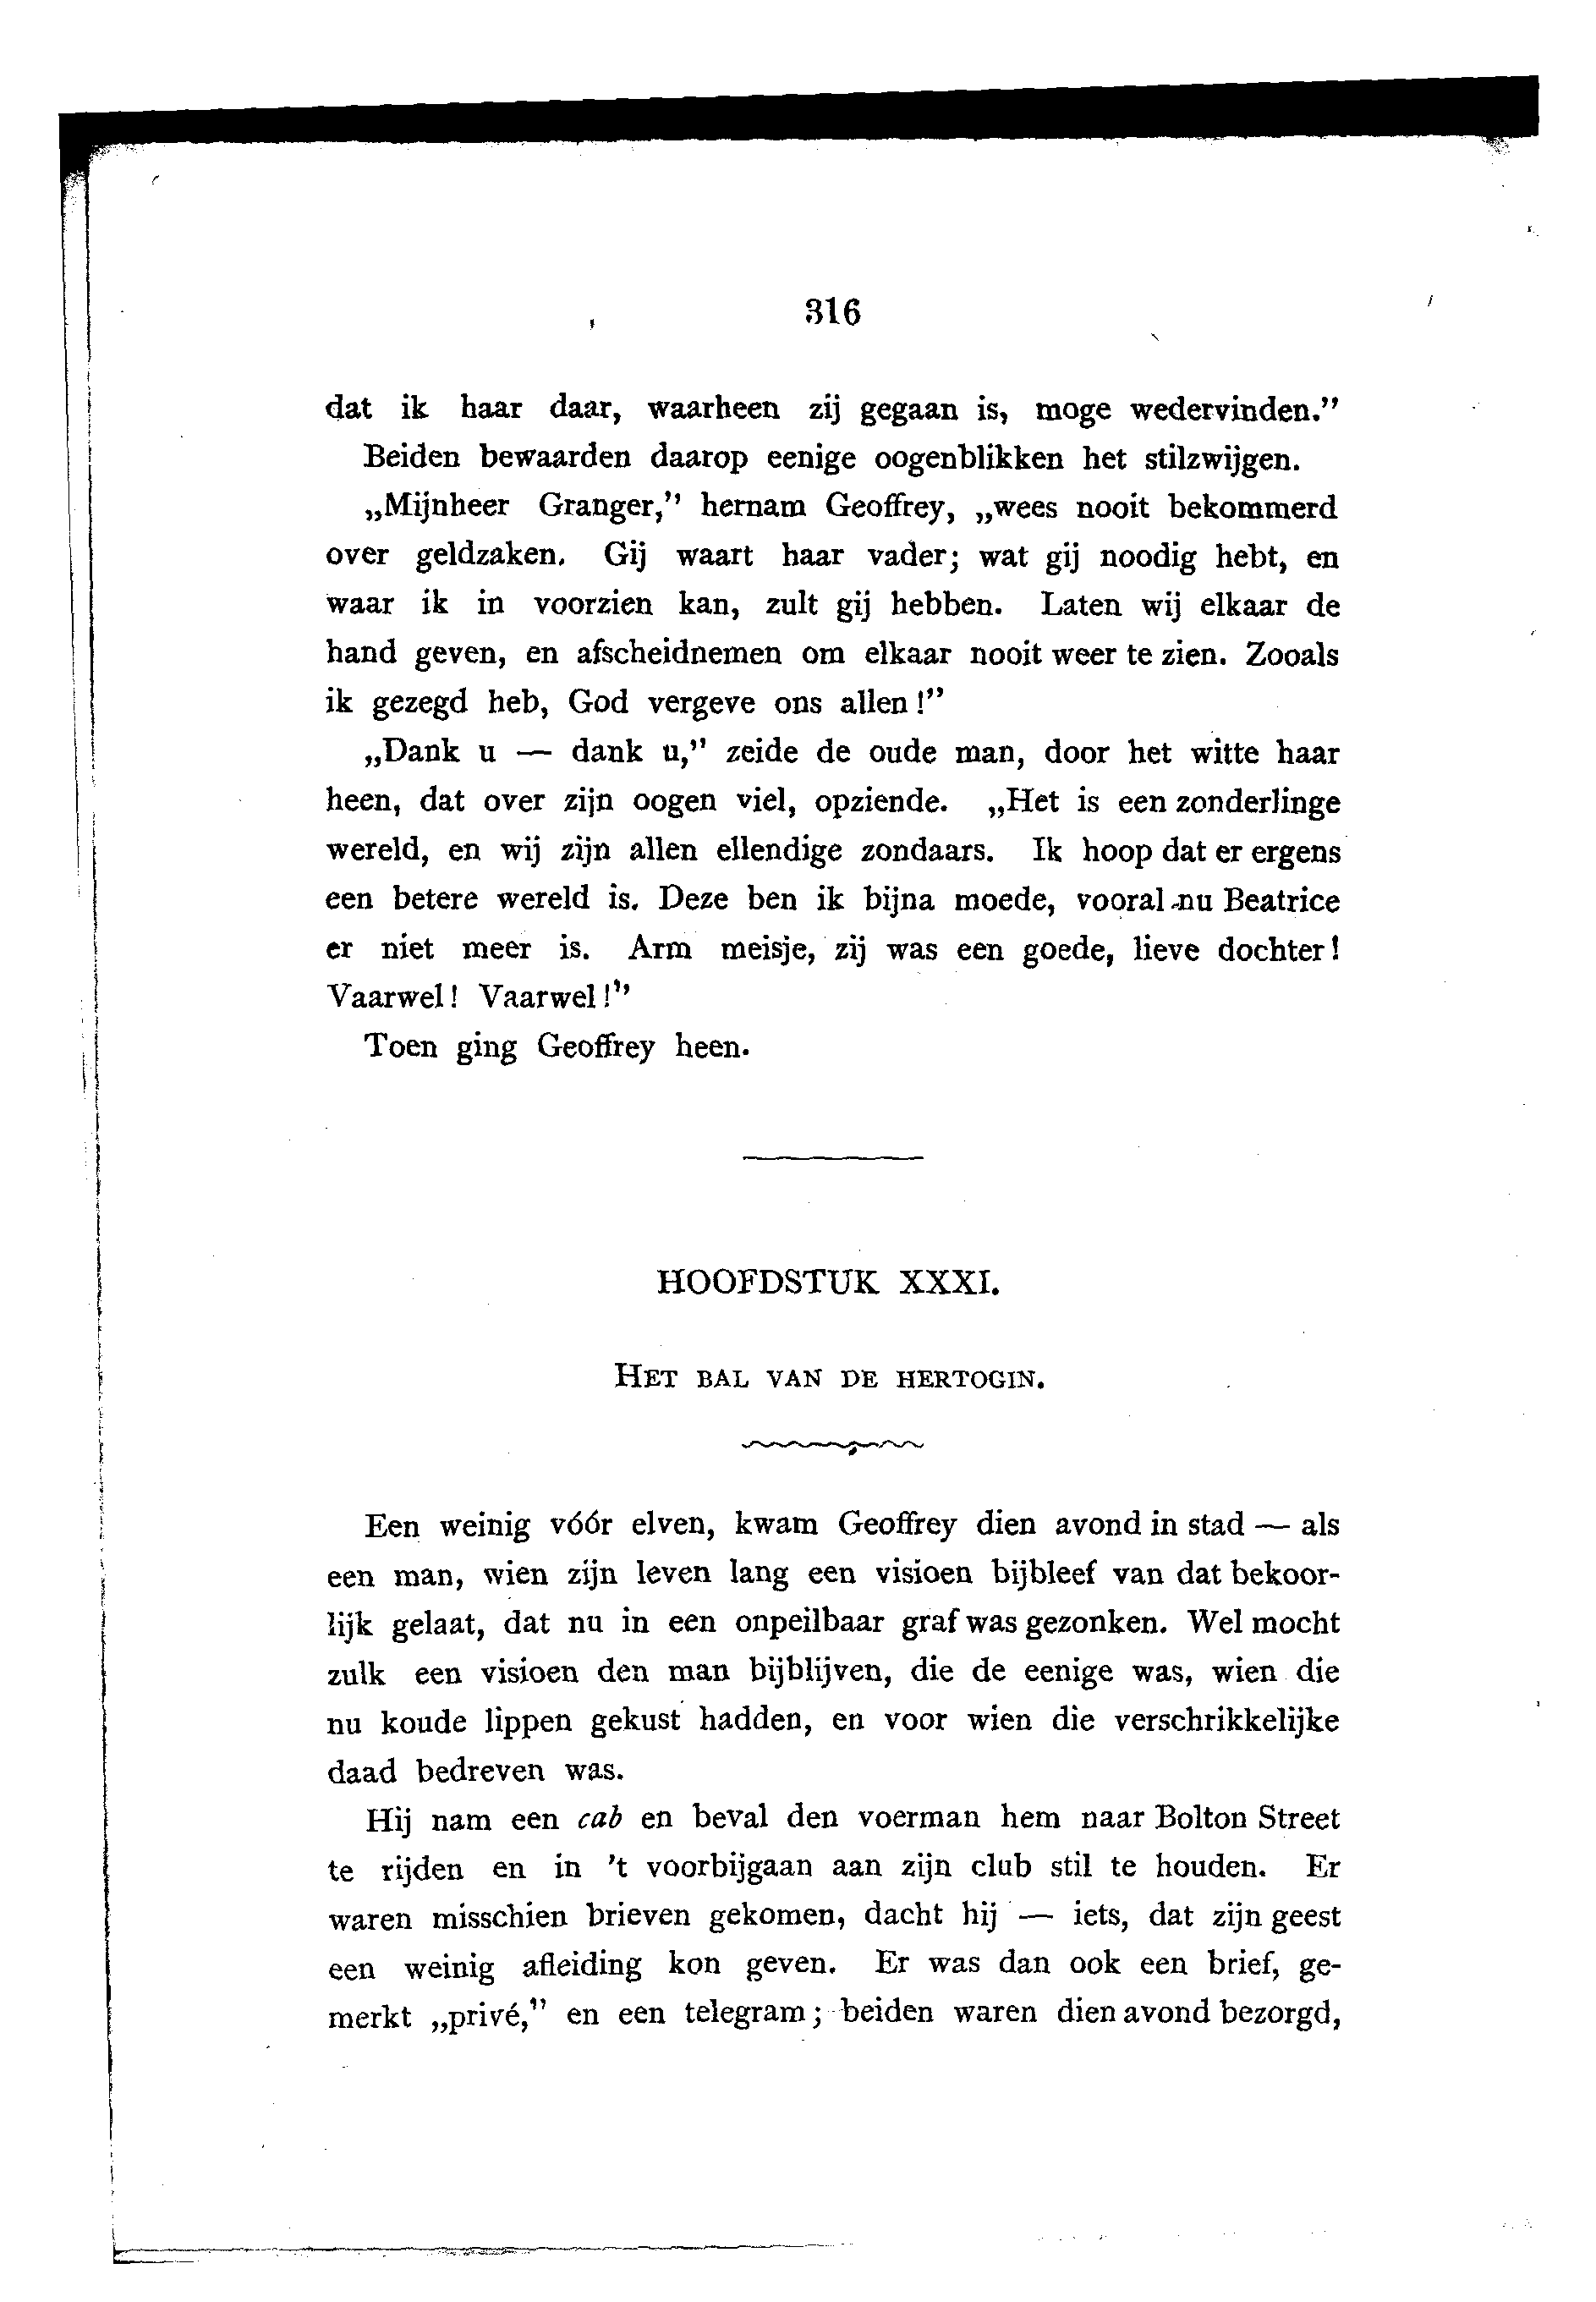 316
dat ik haar daar, waarheen zij gegaan is, moge wedervinden.”
Beiden bewaarden daarop eenige oogenblikken het stilzwijgen.
„Mijnheer Granger,” hernam Geoffrey, „wees nooit bekommerd
over geldzaken. Gij waart haar vader; wat gij noodig hebt, en
waar ik in voorzien kan, zult gij hebben. Laten wij elkaar de
hand geven, en afscheidnemen om elkaar nooit weer te zien. Zooals
ik gezegd heb, God vergeve ons allen!”
„Dank u — dank u,” zeide de oude man, door het witte haar
heen, dat over zijn oogen viel, opziende. „Het is een zonderlinge
wereld, en wij zijn allen ellendige zondaars. Ik hoop dat er ergens
een betere wereld is. Deze ben ik bijna moede, vooral nu Beatrice
er niet meer is. Arm meisje, zij was een goede, lieve dochter!
Vaarwel! Vaarwel!”
Toen ging Geoffrey heen.
HOOFDSTUK XXXI.
HET BAL VAN DE HERTOGIN.
Een weinig vóór elven, kwam Geoffrey dien avond in stad — als
een man, wien zijn leven lang een visioen bijbleef van dat bekoor-
lijk gelaat, dat nu in een onpeilbaar graf was gezonken. Wel mocht
zulk een visioen den man bijblijven, die de eenige was, wien die
nu koude lippen gekust hadden, en voor wien die verschrikkelijke
daad bedreven was.
Hij nam een cab en beval den voerman hem naar Bolton Street
te rijden en in 't voorbijgaan aan zijn club stil te houden. Er
waren misschien brieven gekomen, dacht hij — iets, dat zijn geest
een weinig afleiding kon geven. Er was dan ook een brief, ge-
merkt „privé,” en een telegram; beiden waren dien avond bezorgd,